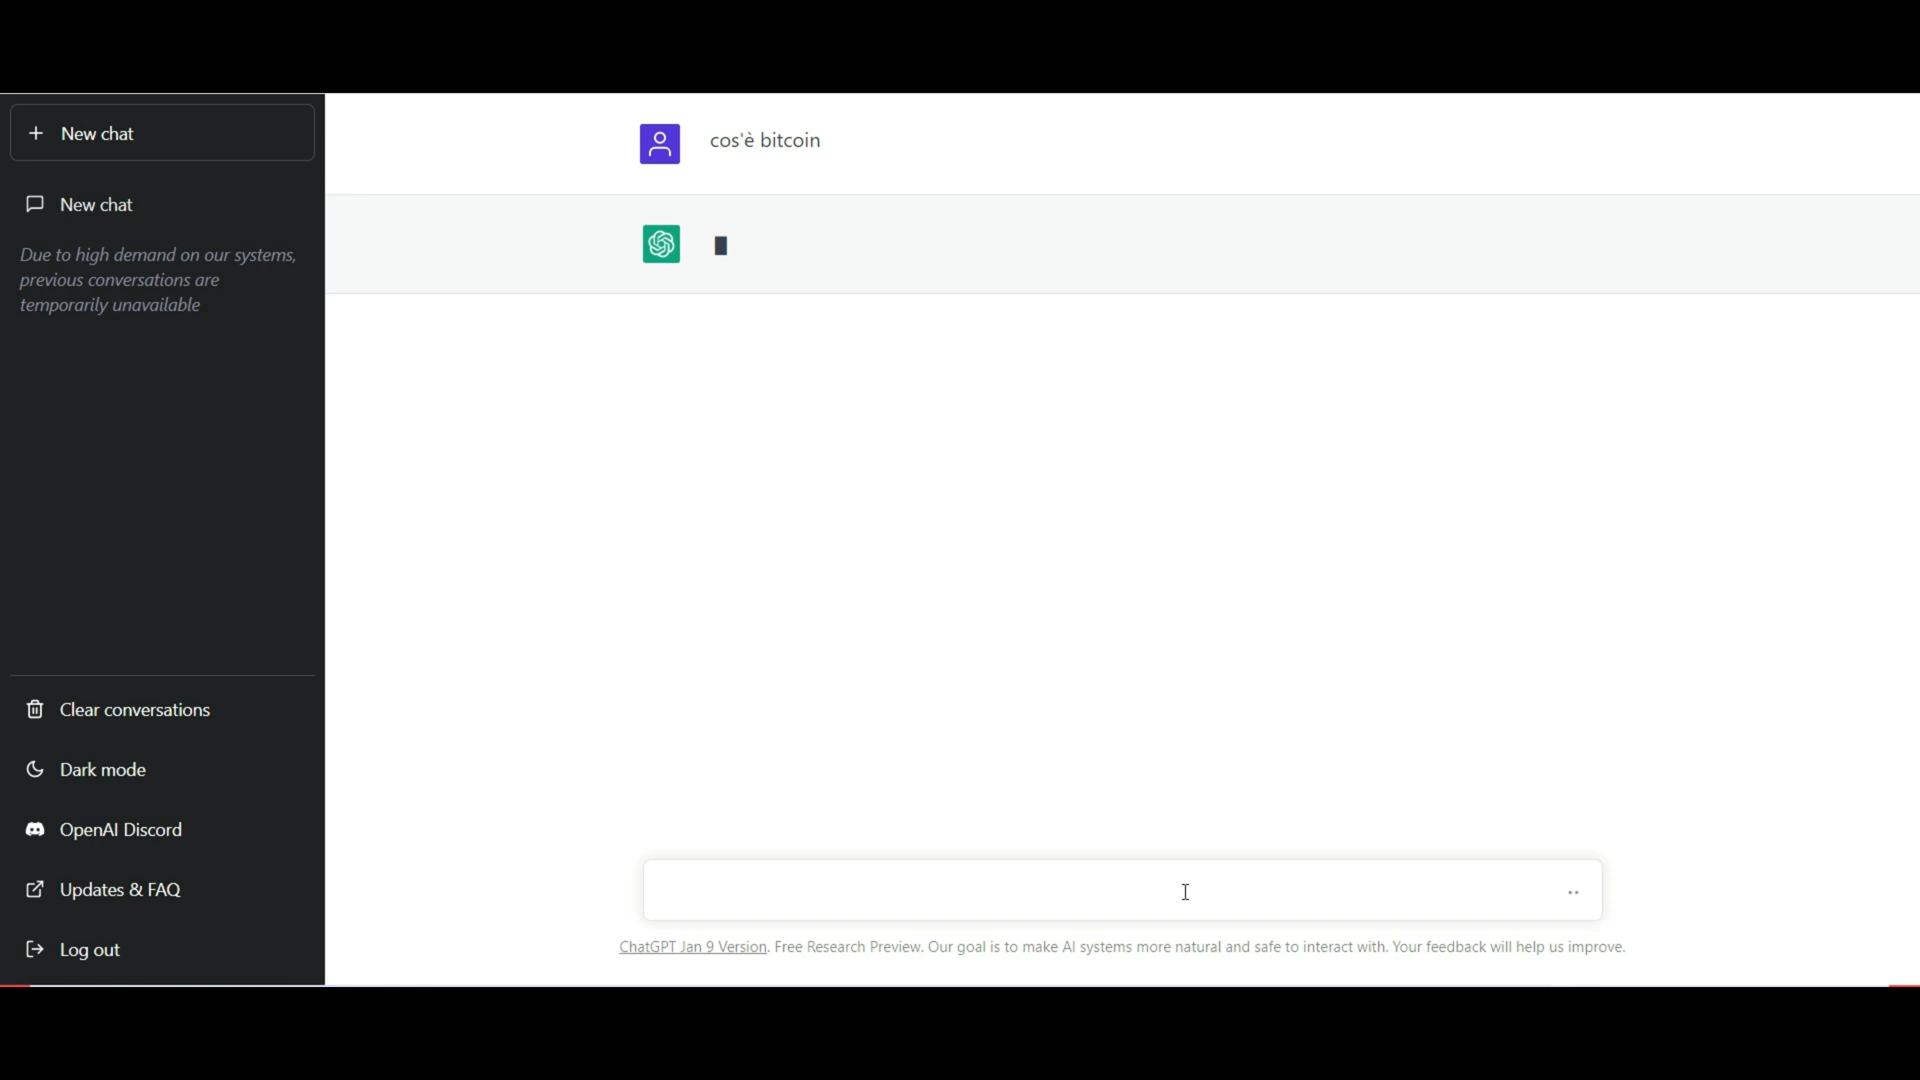 New chat
New chat
Due to high demand on our systems,
previous conversations are
temporarily unavailable
Clear conversations
Dark mode
OpenAI Discord
Updates & FAQ
Log out
cos'è bitcoin
ChatGPT Jan 9 Version. Free Research Preview. Our goal is to make AI systems more natural and safe to interact with. Your feedback will help us improve.